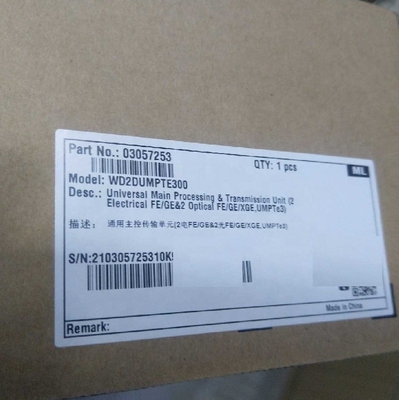 Part No.: 03057253
QTY: 1 pcs
ML
Model: WD2DUMPTE300
Desc.: Universal Main Processing & Transmission Unit (2
Electrical FE/GE&2 Optical FE/GE/XGE,UMPTe3)
描述: 通用主控传输单元(2电FE/GE&2光FE/GE/XGE,UMPTe3)
S/N:210305725310K
Made in China
Remark: